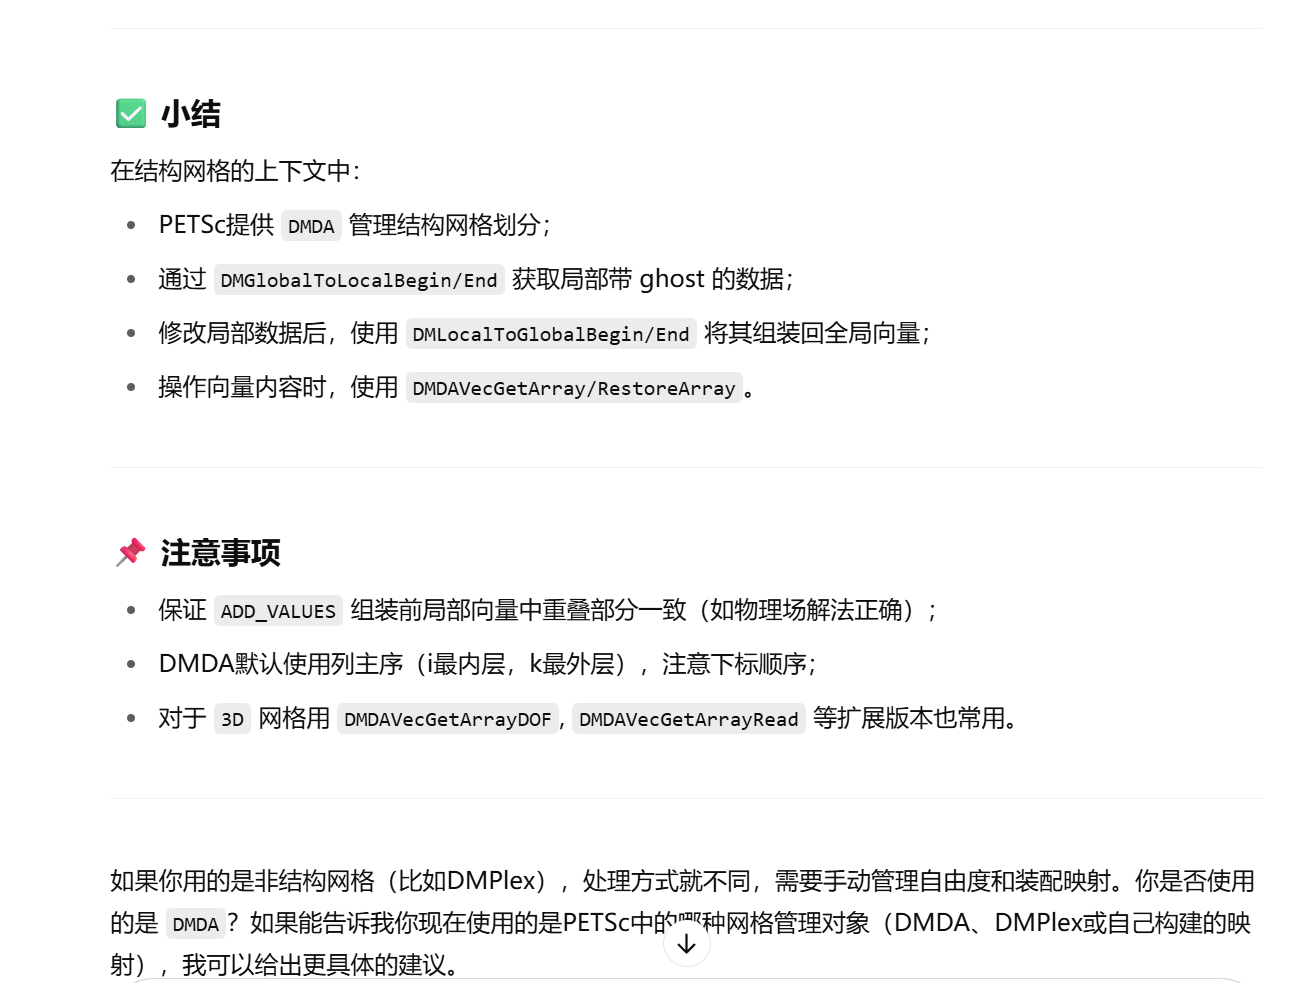 小结
在结构网格的上下文中：
PETSc提供 DMDA 管理结构网格划分；
通过 DMGlobalToLocalBegin/End 获取局部带 ghost 的数据；
修改局部数据后，使用 DMLocalToGlobalBegin/End 将其组装回全局向量；
操作向量内容时，使用 DMDAVecGetArray/RestoreArray。
注意事项
保证 ADD_VALUES 组装前局部向量中重叠部分一致（如物理场解法正确）；
DMDA默认使用列主序（i最内层，k最外层），注意下标顺序；
对于 3D 网格用 DMDAVecGetArrayDOF, DMDAVecGetArrayRead 等扩展版本也常用。
如果你用的是非结构网格（比如DMPlex），处理方式就不同，需要手动管理自由度和装配映射。你是否使用
的是 DMDA？如果能告诉我你现在使用的是PETSc中的哪种网格管理对象（DMDA、DMPlex或自己构建的映
射），我可以给出更具体的建议。